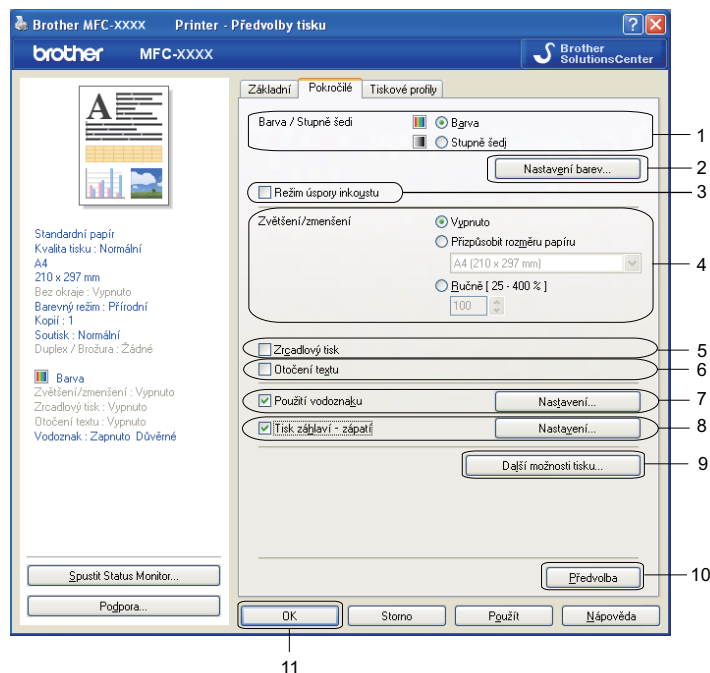 Brother MFC-XXXX Printer - Předvolby tisku
brother MFC-XXXX
Brother
SolutionsCenter
Standardní papír
Kvalita tisku : Normální
A4
210 x 297 mm
Bez okraje : Vypnuto
Barevný režim : Přírodní
Kopií : 1
Soutisk : Normální
Duplex / Brožura : Žádné
Barva
Zvětšení/zmenšení : Vypnuto
Zrcadlový tisk : Vypnuto
Otočení textu : Vypnuto
Vodoznak : Zapnuto Důvěrné
Spustit Status Monitor...
Podpora...
Základní Pokročilé Tiskové profily
Barva / Stupně šedi
Barva
Stupně šedi
1
Nastavení barev...
2
Režim úspory inkoustu
3
Zvětšení/zmenšení
Vypnuto
Přizpůsobit rozměru papíru
A4 (210 x 297 mm)
Ručně [ 25 - 400 % ]
100
4
Zrcadlový tisk
5
Otočení textu
6
Použití vodoznaku Nastavení...
7
Tisk záhlaví - zápatí Nastavení...
8
Další možnosti tisku...
9
Předvolba
10
OK Storno Použít Nápověda
11